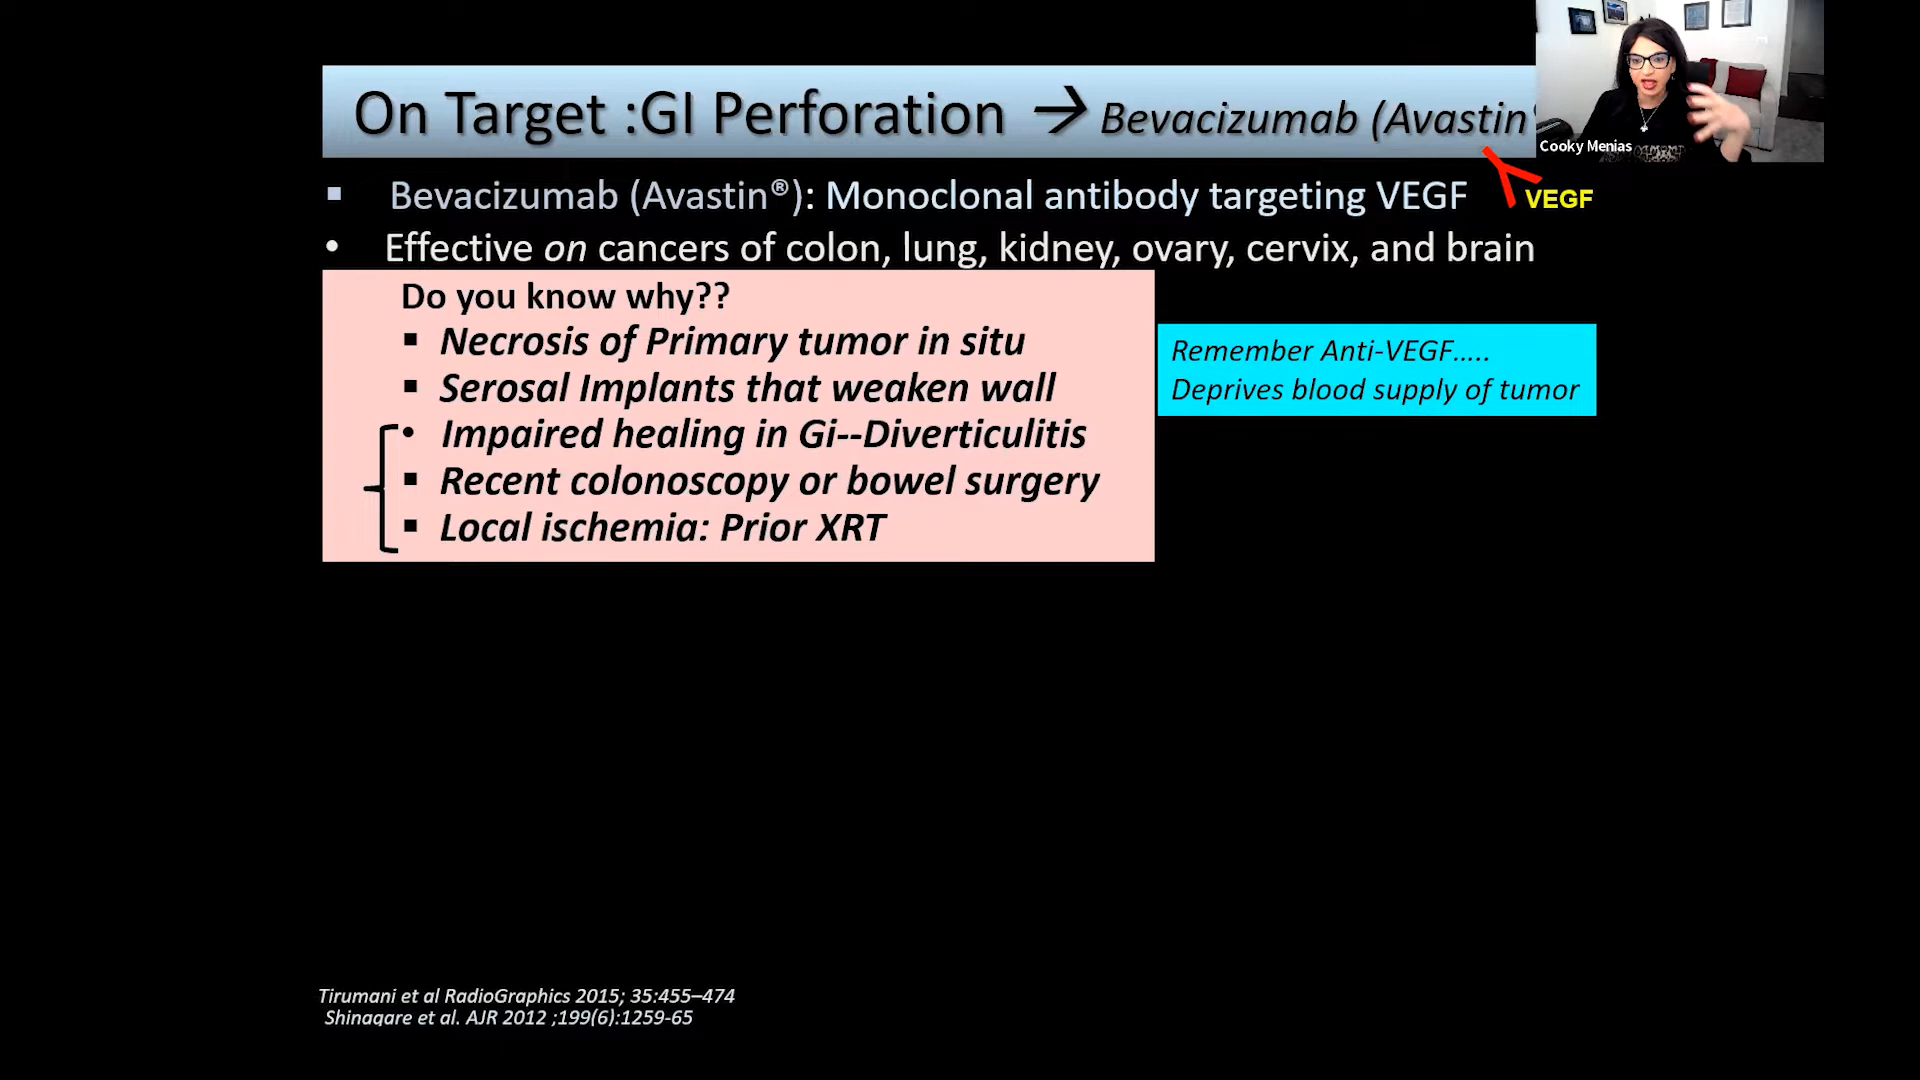 On Target :GI Perforation → Bevacizumab (Avastin
Cooky Menias
▪ Bevacizumab (Avastin®): Monoclonal antibody targeting VEGF
VEGF
• Effective on cancers of colon, lung, kidney, ovary, cervix, and brain
Do you know why??
▪ Necrosis of Primary tumor in situ
▪ Serosal Implants that weaken wall
• Impaired healing in Gi--Diverticulitis
▪ Recent colonoscopy or bowel surgery
▪ Local ischemia: Prior XRT
Remember Anti-VEGF…..
Deprives blood supply of tumor
Tirumani et al RadioGraphics 2015; 35:455–474
Shinagare et al. AJR 2012 ;199(6):1259-65